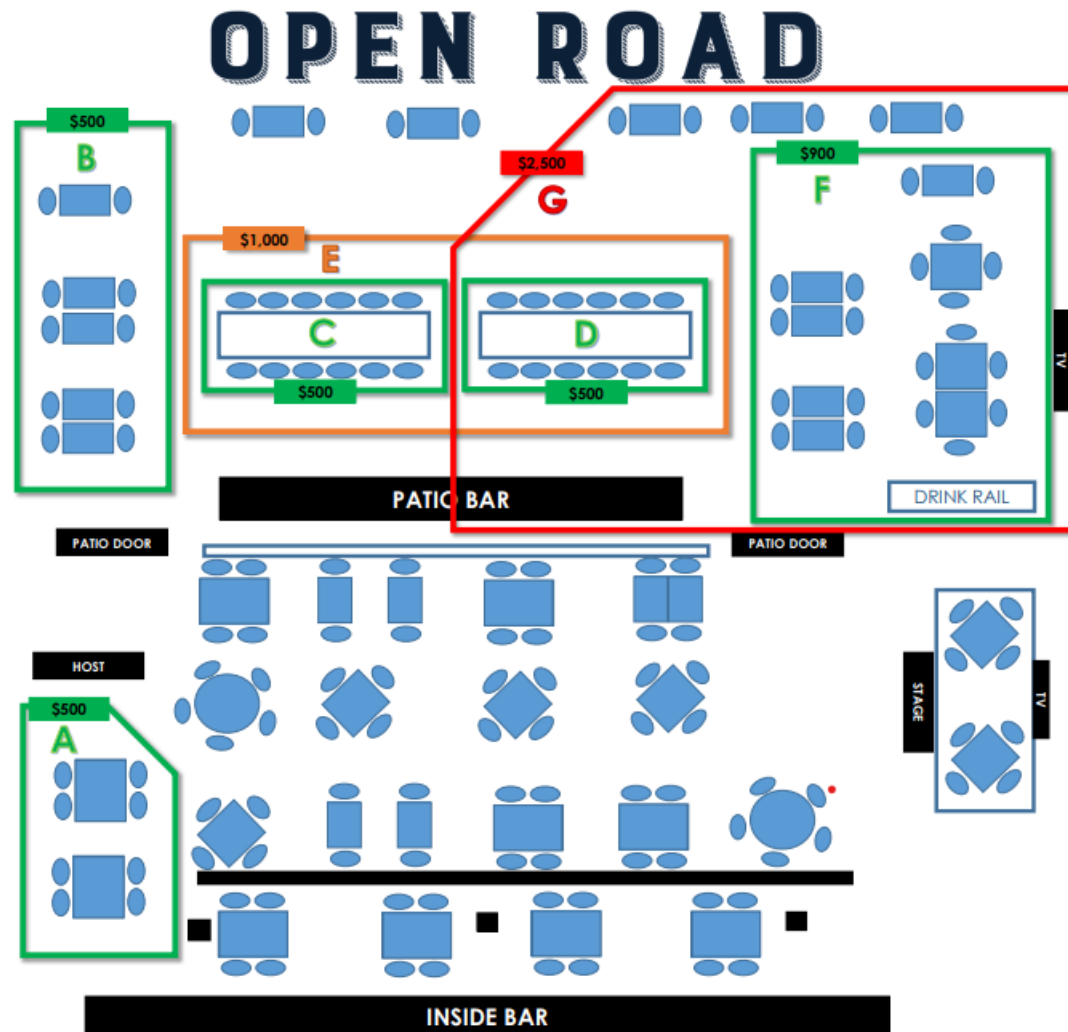 OPEN ROAD
$500
B
$2,500
G
$900
F
$1,000
E
C
$500
D
$500
TV
DRINK RAIL
PATIO BAR
PATIO DOOR
PATIO DOOR
HOST
STAGE
TV
$500
A
INSIDE BAR